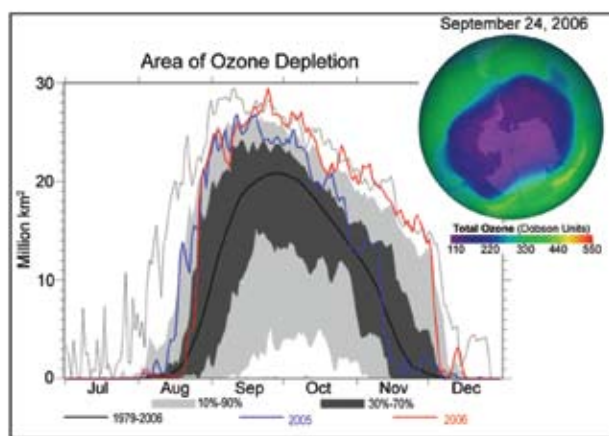 September 24, 2006
Area of Ozone Depletion
30
20
10
0
Million km²
Total Ozone (Dobson Units)
110 220 330 440 550
Jul Aug Sep Oct Nov Dec
10%-90% 30%-70%
1979-2006 2005 2006